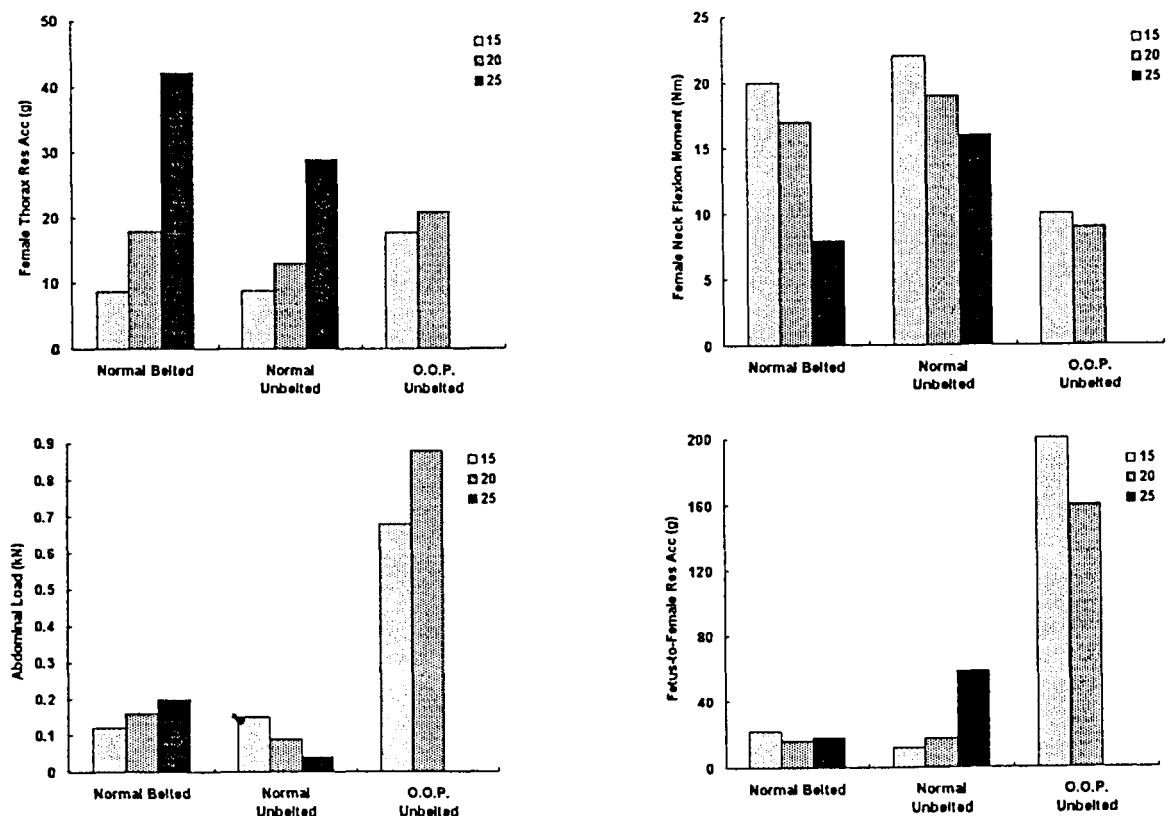 Female Thorax Res Acc (g)
50
40
30
20
10
0
15
20
25
Normal Belted
Normal
Unbelted
O.O.P.
Unbelted
Female Neck Flexion Moment (Nm)
25
20
15
10
5
0
15
20
25
Normal Belted
Normal
Unbelted
O.O.P.
Unbelted
Abdominal Load (kN)
0.9
0.8
0.7
0.6
0.5
0.4
0.3
0.2
0.1
0
15
20
25
Normal Belted
Normal
Unbelted
O.O.P.
Unbelted
Fetus-to-Female Res Acc (g)
200
160
120
80
40
0
15
20
25
Normal Belted
Normal
Unbelted
O.O.P.
Unbelted